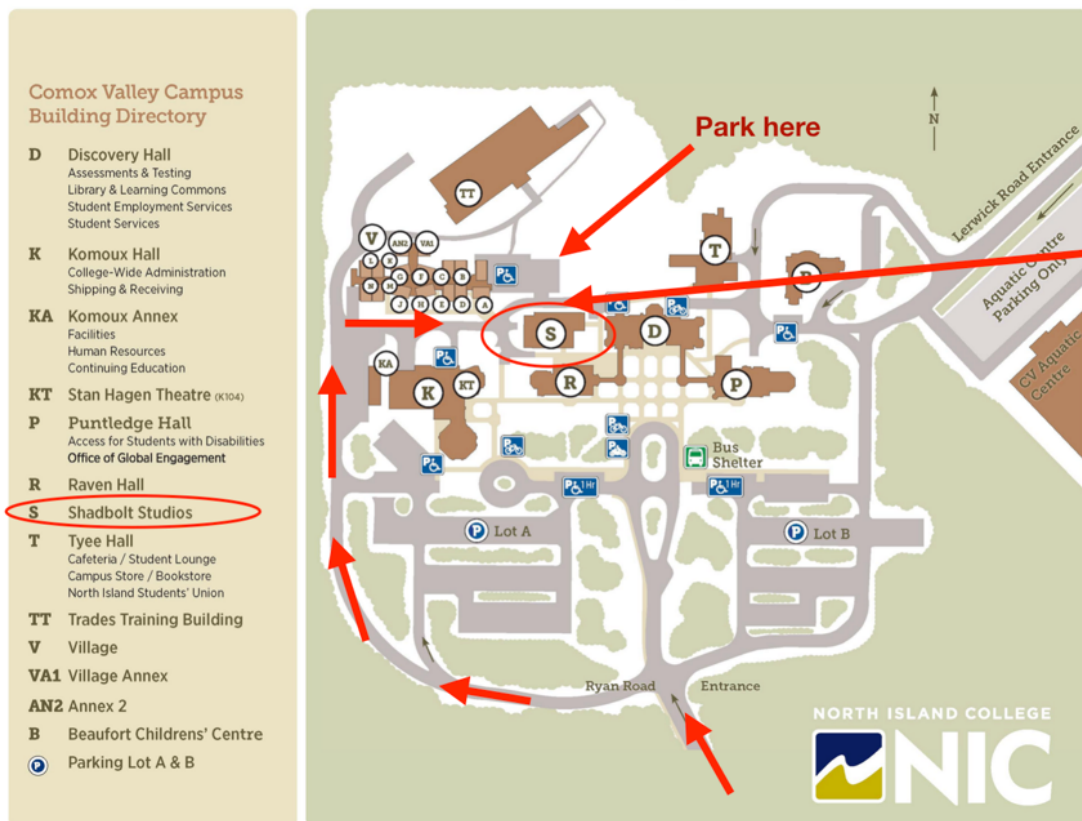 Comox Valley Campus
Building Directory
D Discovery Hall
Assessments & Testing
Library & Learning Commons
Student Employment Services
Student Services
K Komoux Hall
College-Wide Administration
Shipping & Receiving
KA Komoux Annex
Facilities
Human Resources
Continuing Education
KT Stan Hagen Theatre (K104)
P Puntledge Hall
Access for Students with Disabilities
Office of Global Engagement
R Raven Hall
S Shadbolt Studios
T Tyee Hall
Cafeteria / Student Lounge
Campus Store / Bookstore
North Island Students' Union
TT Trades Training Building
V Village
VA1 Village Annex
AN2 Annex 2
B Beaufort Childrens' Centre
P Parking Lot A & B
Park here
N
Lerwick Road Entrance
Aquatic Centre
Parking Only
CV Aquatic
Centre
TT
V AN2 VA1
L K
G F C B
N M
J H E D A
P
T
B
P
P
S
D
P
KA
P
K
KT
R
P
P
P
P
P
Bus
Shelter
P 1 Hr
P 1 Hr
P Lot A
P Lot B
Ryan Road Entrance
NORTH ISLAND COLLEGE
NIC